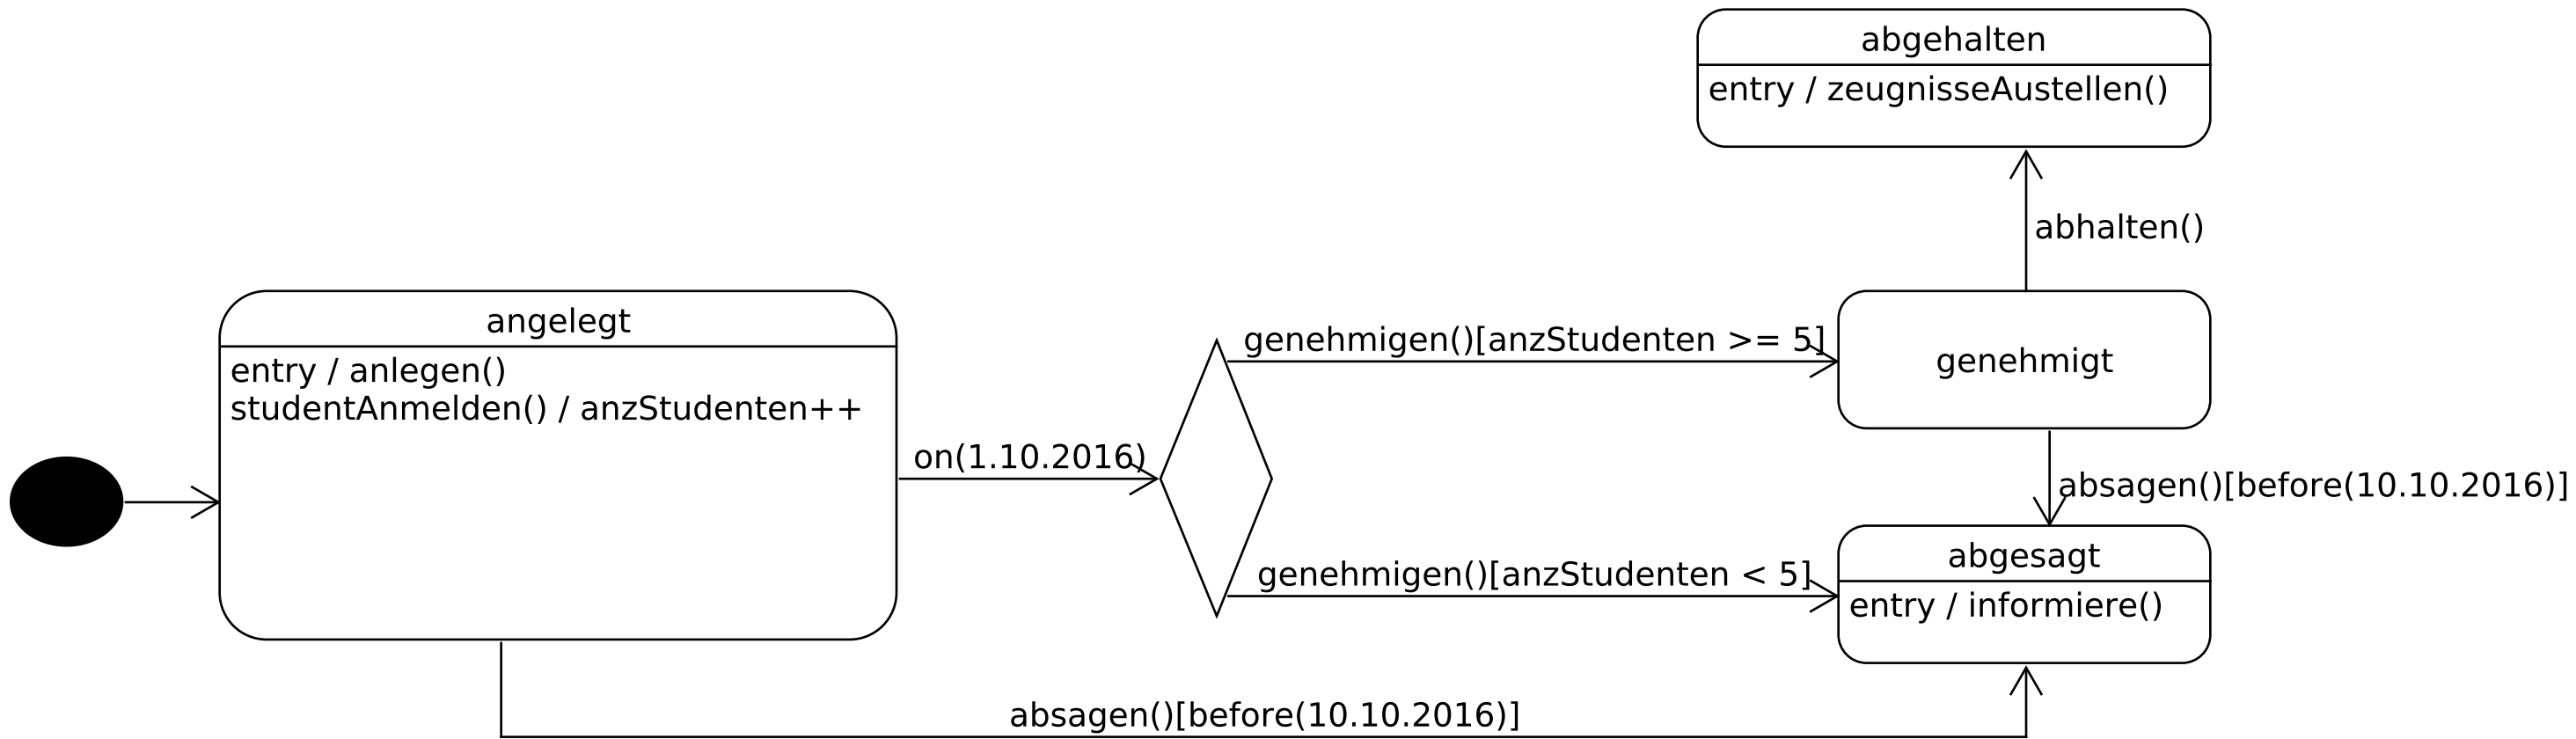 abgehalten
entry / zeugnisseAustellen()
abhalten()
angelegt
entry / anlegen()
studentAnmelden() / anzStudenten++
genehmigen()[anzStudenten >= 5]
genehmigt
on(1.10.2016)
absagen()[before(10.10.2016)]
genehmigen()[anzStudenten < 5]
abgesagt
entry / informiere()
absagen()[before(10.10.2016)]